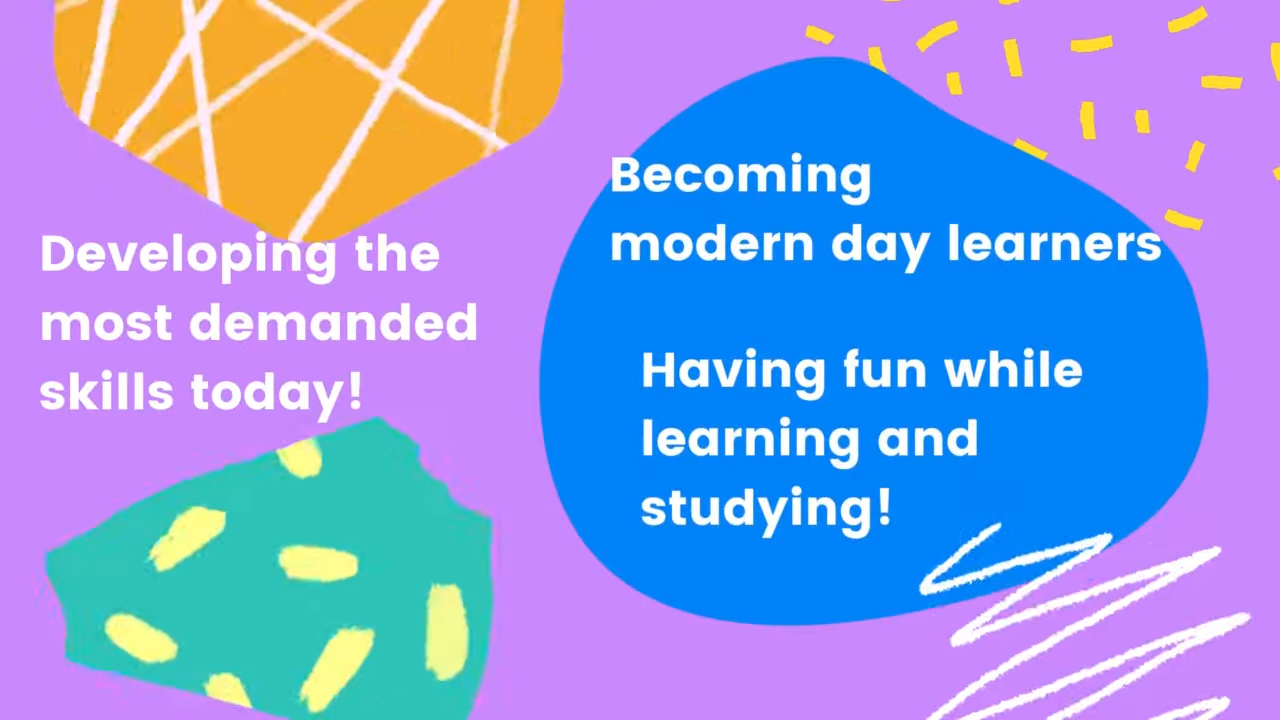 Developing the
most demanded
skills today!
Becoming
modern day learners
Having fun while
learning and
studying!